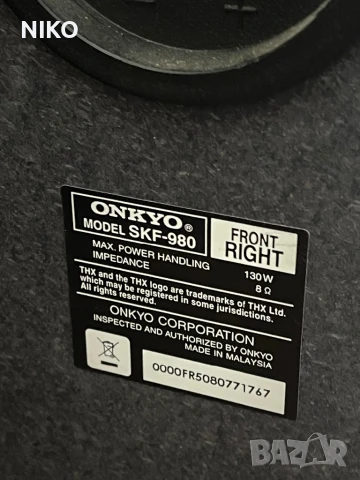 NIKO
ONKYO®
MODEL SKF-980
FRONT
RIGHT
MAX. POWER HANDLING 130W
IMPEDANCE 8 Ω
THX and the THX logo are trademarks of THX Ltd.
which may be registered in some jurisdictions.
All rights reserved.
ONKYO CORPORATION
INSPECTED AND AUTHORIZED BY ONKYO
MADE IN MALAYSIA
0000FR5080771767
BAZAR